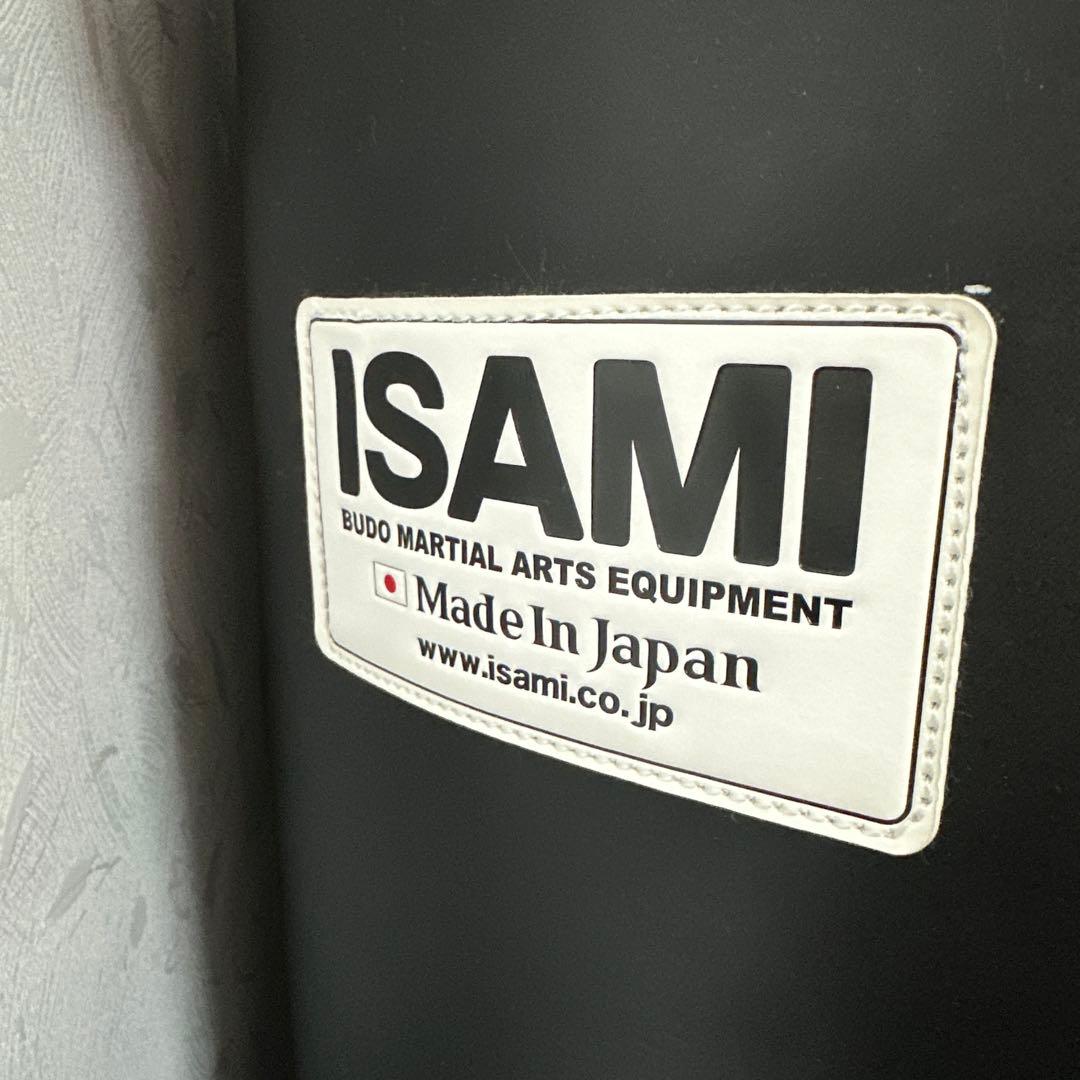 ISAMI
BUDO MARTIAL ARTS EQUIPMENT
Made In Japan
www.isami.co.jp